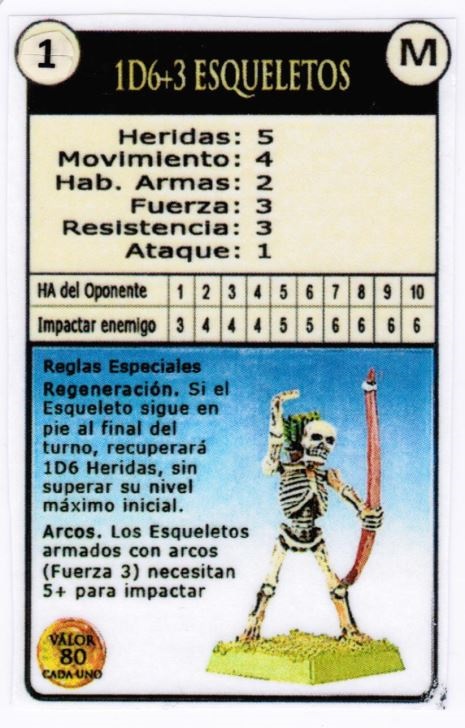 1
M
1D6+3 ESQUELETOS
Heridas: 5
Movimiento: 4
Hab. Armas: 2
Fuerza: 3
Resistencia: 3
Ataque: 1
HA del Oponente 1 2 3 4 5 6 7 8 9 10
Impactar enemigo 3 4 4 4 5 5 6 6 6 6
Reglas Especiales
Regeneración. Si el
Esqueleto sigue en
pie al final del
turno, recuperará
1D6 Heridas, sin
superar su nivel
máximo inicial.
Arcos. Los Esqueletos
armados con arcos
(Fuerza 3) necesitan
5+ para impactar
VALOR
80
CADA UNO